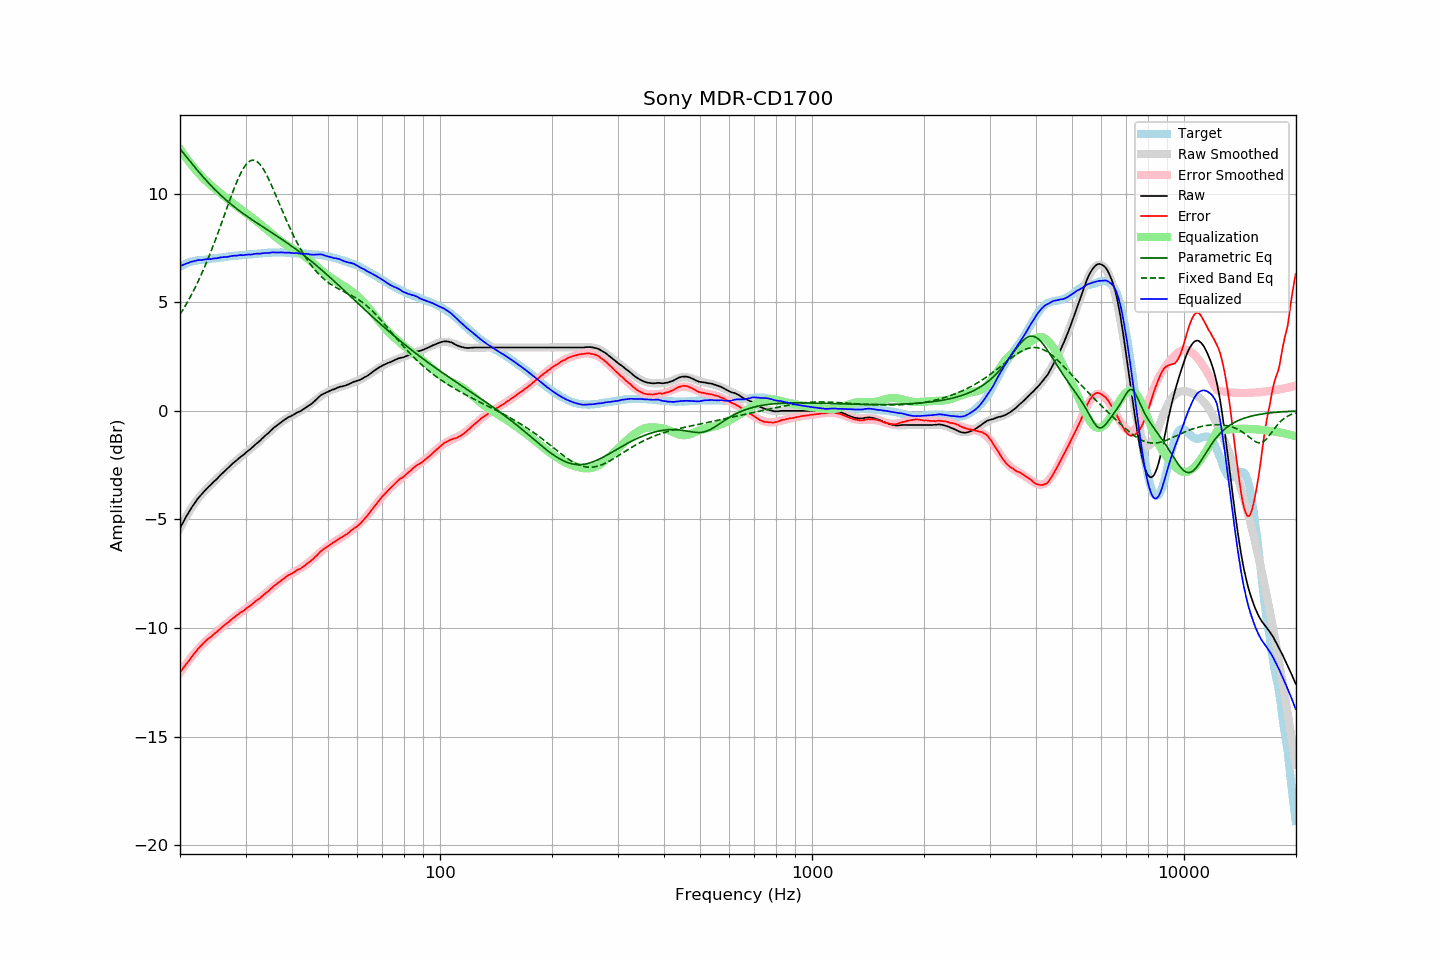 Sony MDR-CD1700
Target
Raw Smoothed
Error Smoothed
Raw
Error
Equalization
Parametric Eq
Fixed Band Eq
Equalized
10
5
0
−5
−10
−15
−20
Amplitude (dBr)
100
1000
10000
Frequency (Hz)